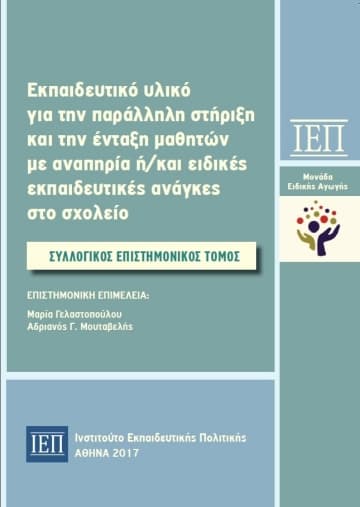 Εκπαιδευτικό υλικό
για την παράλληλη στήριξη
και την ένταξη μαθητών
με αναπηρία ή/και ειδικές
εκπαιδευτικές ανάγκες
στο σχολείο
ΣΥΛΛΟΓΙΚΟΣ ΕΠΙΣΤΗΜΟΝΙΚΟΣ ΤΟΜΟΣ
ΕΠΙΣΤΗΜΟΝΙΚΗ ΕΠΙΜΕΛΕΙΑ:
Μαρία Γελαστοπούλου
Αδριανός Γ. Μουταβελής
ΙΕΠ
Μονάδα
Ειδικής Αγωγής
ΙΕΠ
Ινστιτούτο Εκπαιδευτικής Πολιτικής
ΑΘΗΝΑ 2017